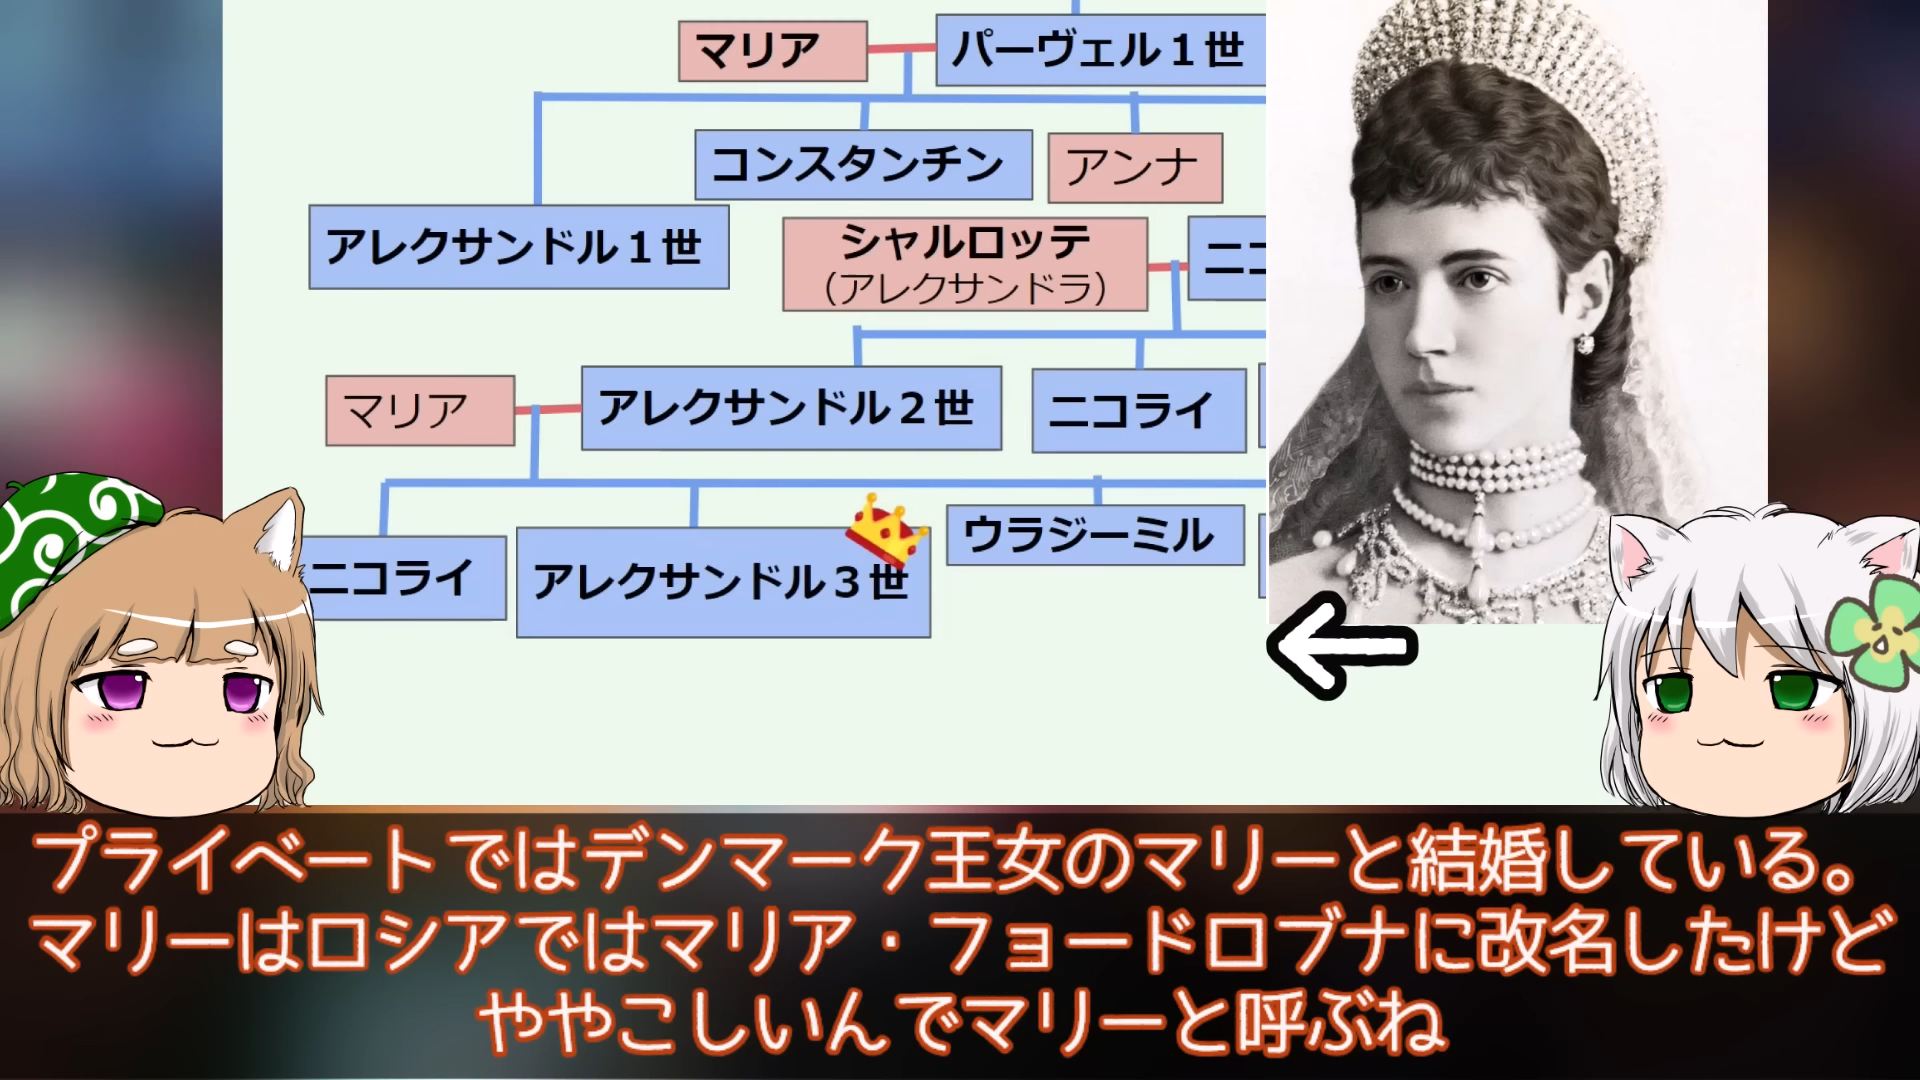 マリア
パーヴェル１世
コンスタンチン
アンナ
アレクサンドル１世
シャルロッテ
（アレクサンドラ）
ニコ
マリア
アレクサンドル２世
ニコライ
ニコライ
アレクサンドル３世
ウラジーミル
プライベートではデンマーク王女のマリーと結婚している。
マリーはロシアではマリア・フョードロブナに改名したけど
ややこしいんでマリーと呼ぶね